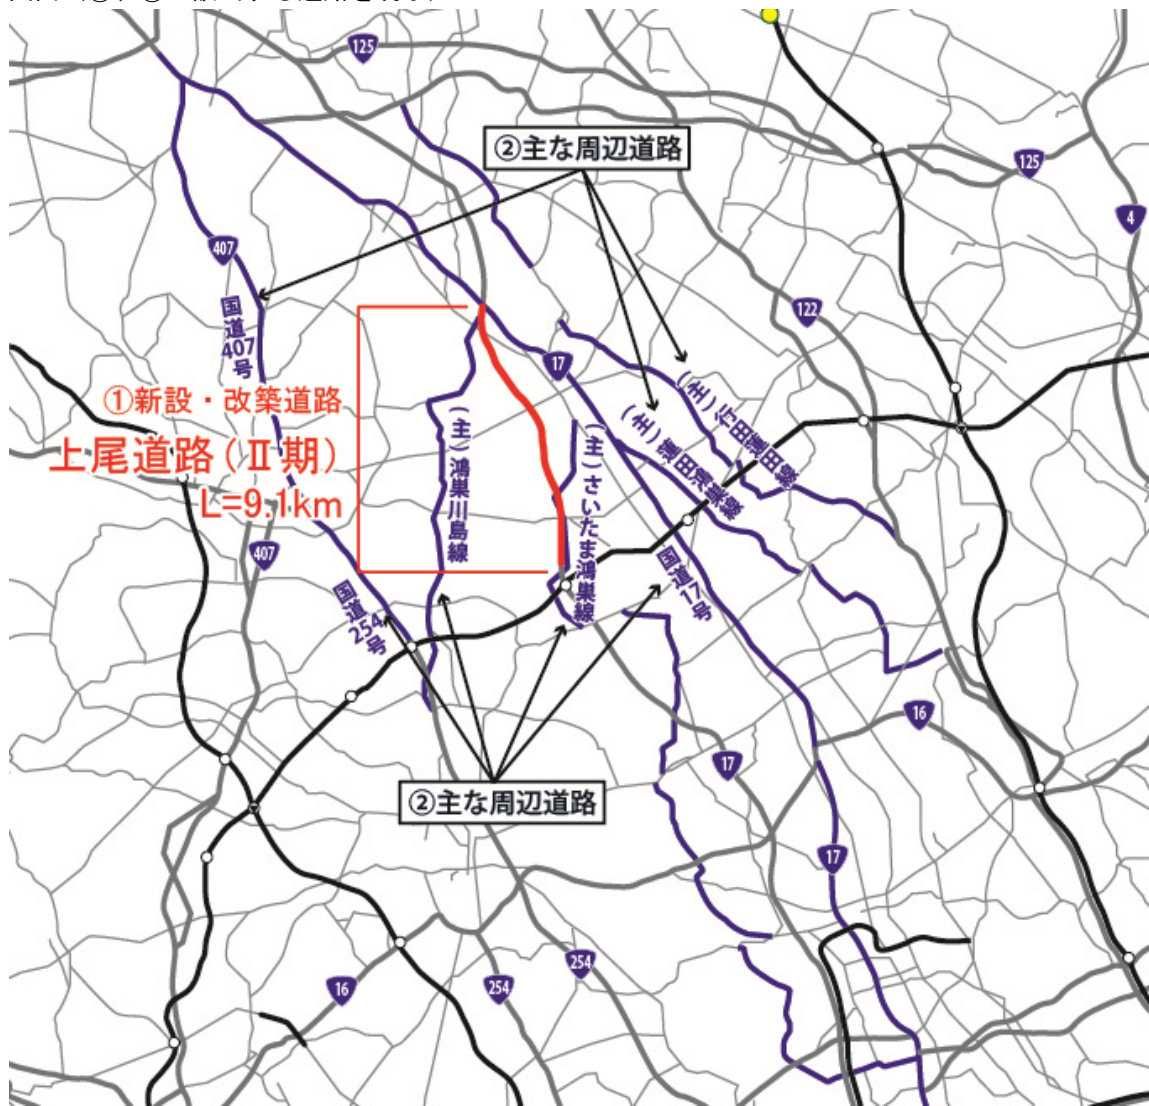 125
②主な周辺道路
125
4
407
国道407号
122
17
①新設・改築道路
上尾道路(Ⅱ期)
L=9.1km
(主)行田蓮田線
(主)蓮田鴻巣線
(主)鴻巣川島線
(主)さいたま鴻巣線
407
国道254号
国道17号
16
17
②主な周辺道路
17
254
16
254